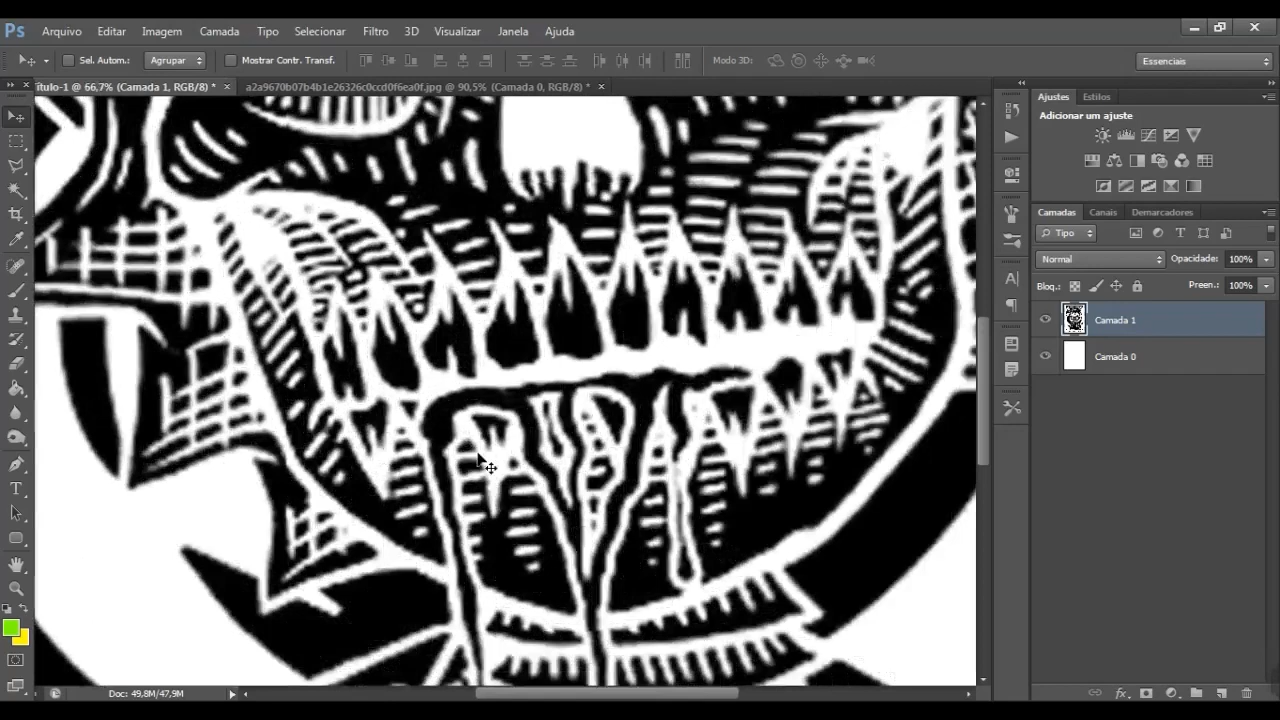 Ps Arquivo Editar Imagem Camada Tipo Selecionar Filtro 3D Visualizar Janela Ajuda
Sel. Autom.: Agrupar Mostrar Contr. Transf. Modo 3D: Essenciais
ítulo-1 @ 66,7% (Camada 1, RGB/8) * × a2a9670b07b4b1e26326c0ccd0f6ea0f.jpg @ 90,5% (Camada 0, RGB/8) * ×
Ajustes Estilos
Adicionar um ajuste
Camadas Canais Demarcadores
Tipo
Normal Opacidade: 100%
Bloq.: Preen.: 100%
Camada 1
Camada 0
Doc: 49,8M/47,9M